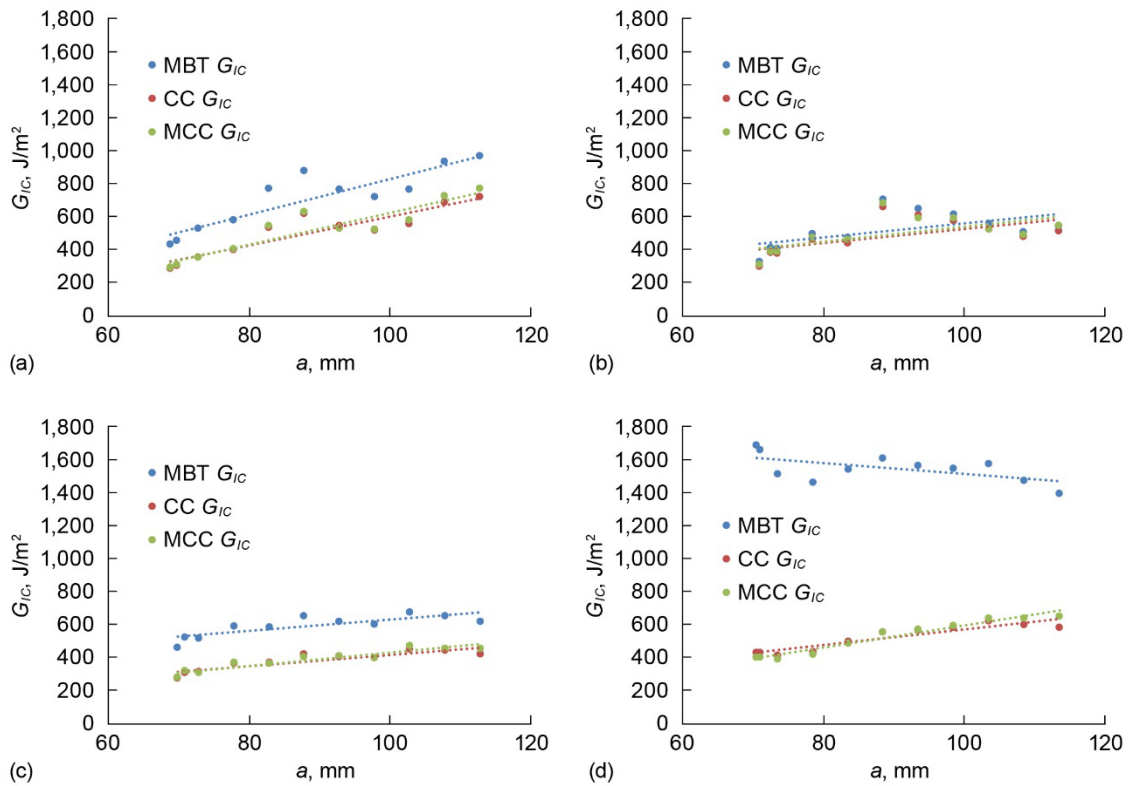 1,800
1,600
1,400
1,200
1,000
800
600
400
200
0
G_IC, J/m²
MBT G_IC
CC G_IC
MCC G_IC
60 80 100 120
a, mm
(a)
1,800
1,600
1,400
1,200
1,000
800
600
400
200
0
G_IC, J/m²
MBT G_IC
CC G_IC
MCC G_IC
60 80 100 120
a, mm
(b)
1,800
1,600
1,400
1,200
1,000
800
600
400
200
0
G_IC, J/m²
MBT G_IC
CC G_IC
MCC G_IC
60 80 100 120
a, mm
(c)
1,800
1,600
1,400
1,200
1,000
800
600
400
200
0
G_IC, J/m²
MBT G_IC
CC G_IC
MCC G_IC
60 80 100 120
a, mm
(d)